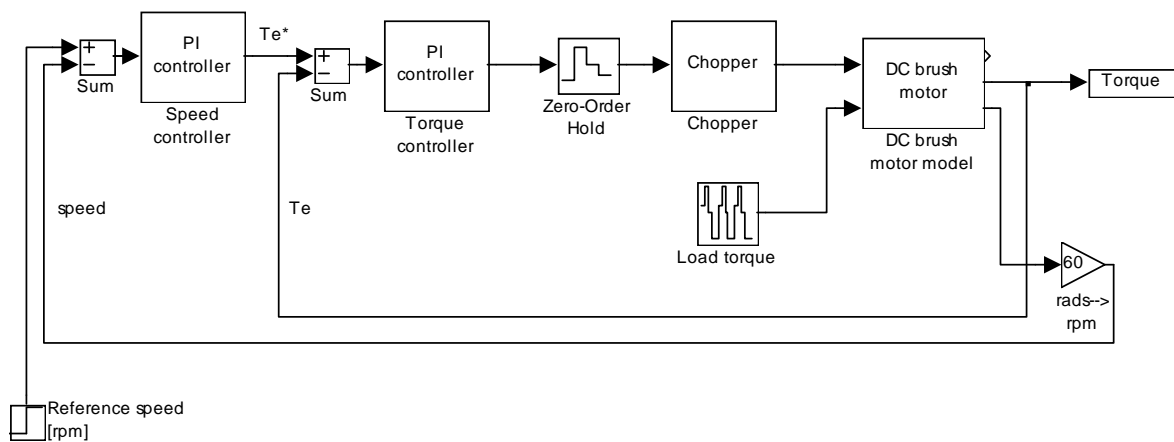 PI
controller
Speed
controller
+
−
Sum
Te*
+
−
Sum
PI
controller
Torque
controller
Zero-Order
Hold
Chopper
Chopper
DC brush
motor
DC brush
motor model
Torque
speed
Te
Load torque
60
rads-->
rpm
Reference speed
[rpm]